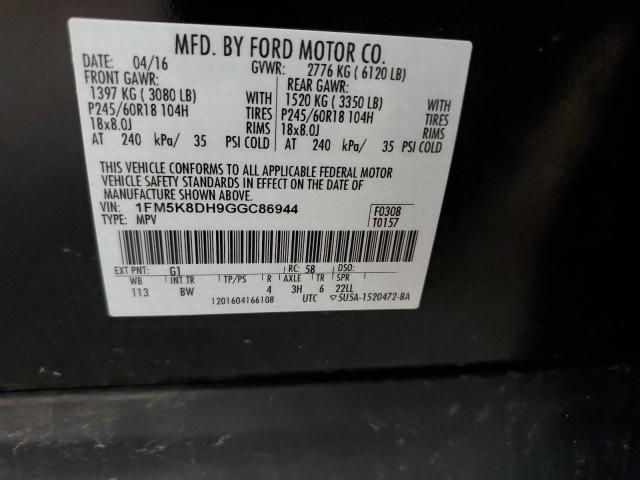 MFD. BY FORD MOTOR CO.
DATE: 04/16 GVWR: 2776 KG ( 6120 LB)
FRONT GAWR: REAR GAWR:
1397 KG ( 3080 LB) WITH 1520 KG ( 3350 LB) WITH
P245/60R18 104H TIRES P245/60R18 104H TIRES
18x8.0J RIMS 18x8.0J RIMS
AT 240 kPa/ 35 PSI COLD AT 240 kPa/ 35 PSI COLD
THIS VEHICLE CONFORMS TO ALL APPLICABLE FEDERAL MOTOR
VEHICLE SAFETY STANDARDS IN EFFECT ON THE DATE OF
MANUFACTURE SHOWN ABOVE.
VIN: 1FM5K8DH9GGC86944 F0308
TYPE: MPV T0157
EXT PNT: G1 RC: 58 DSO:
WB INT TR TP/PS R AXLE TR SPR
113 BW 4 3H 6 22LL
1201604166108 UTC ▽5U5A-1520472-BA